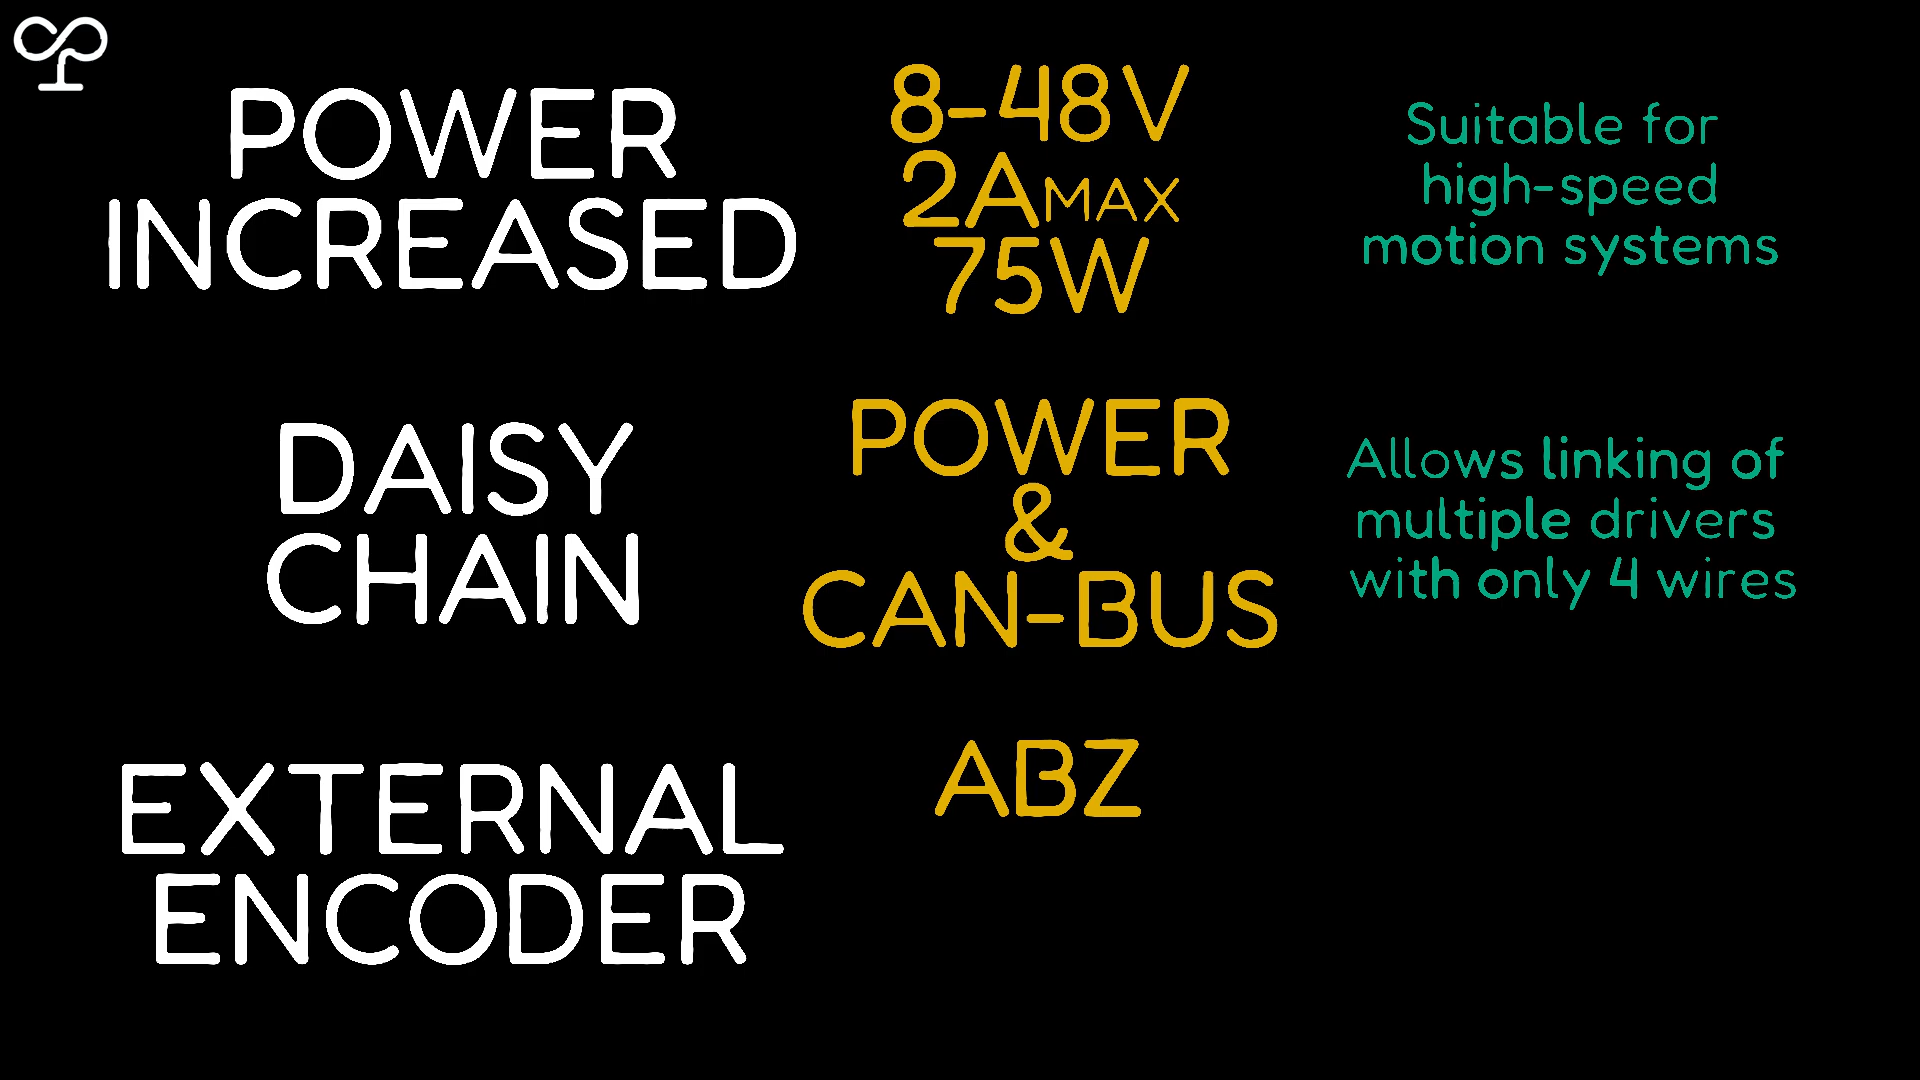 POWER
INCREASED
8-48V
2AMAX
75W
Suitable for
high-speed
motion systems
DAISY
CHAIN
POWER
&
CAN-BUS
Allows linking of
multiple drivers
with only 4 wires
EXTERNAL
ENCODER
ABZ